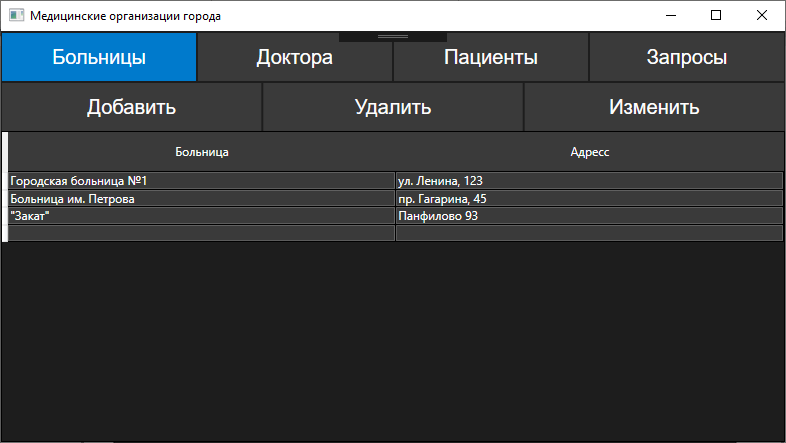 Медицинские организации города
Больницы Доктора Пациенты Запросы
Добавить Удалить Изменить
Больница Адресс
Городская больница №1 ул. Ленина, 123
Больница им. Петрова пр. Гагарина, 45
"Закат" Панфилово 93